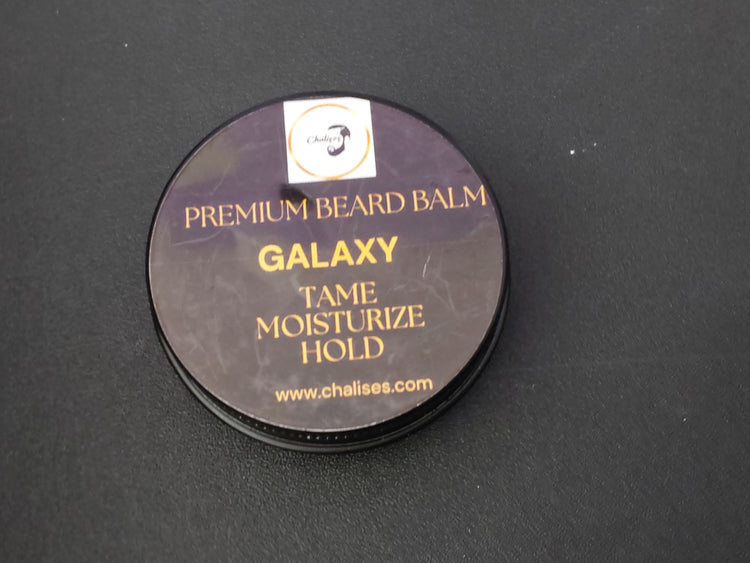 Chalises
PREMIUM BEARD BALM
GALAXY
TAME
MOISTURIZE
HOLD
www.chalises.com